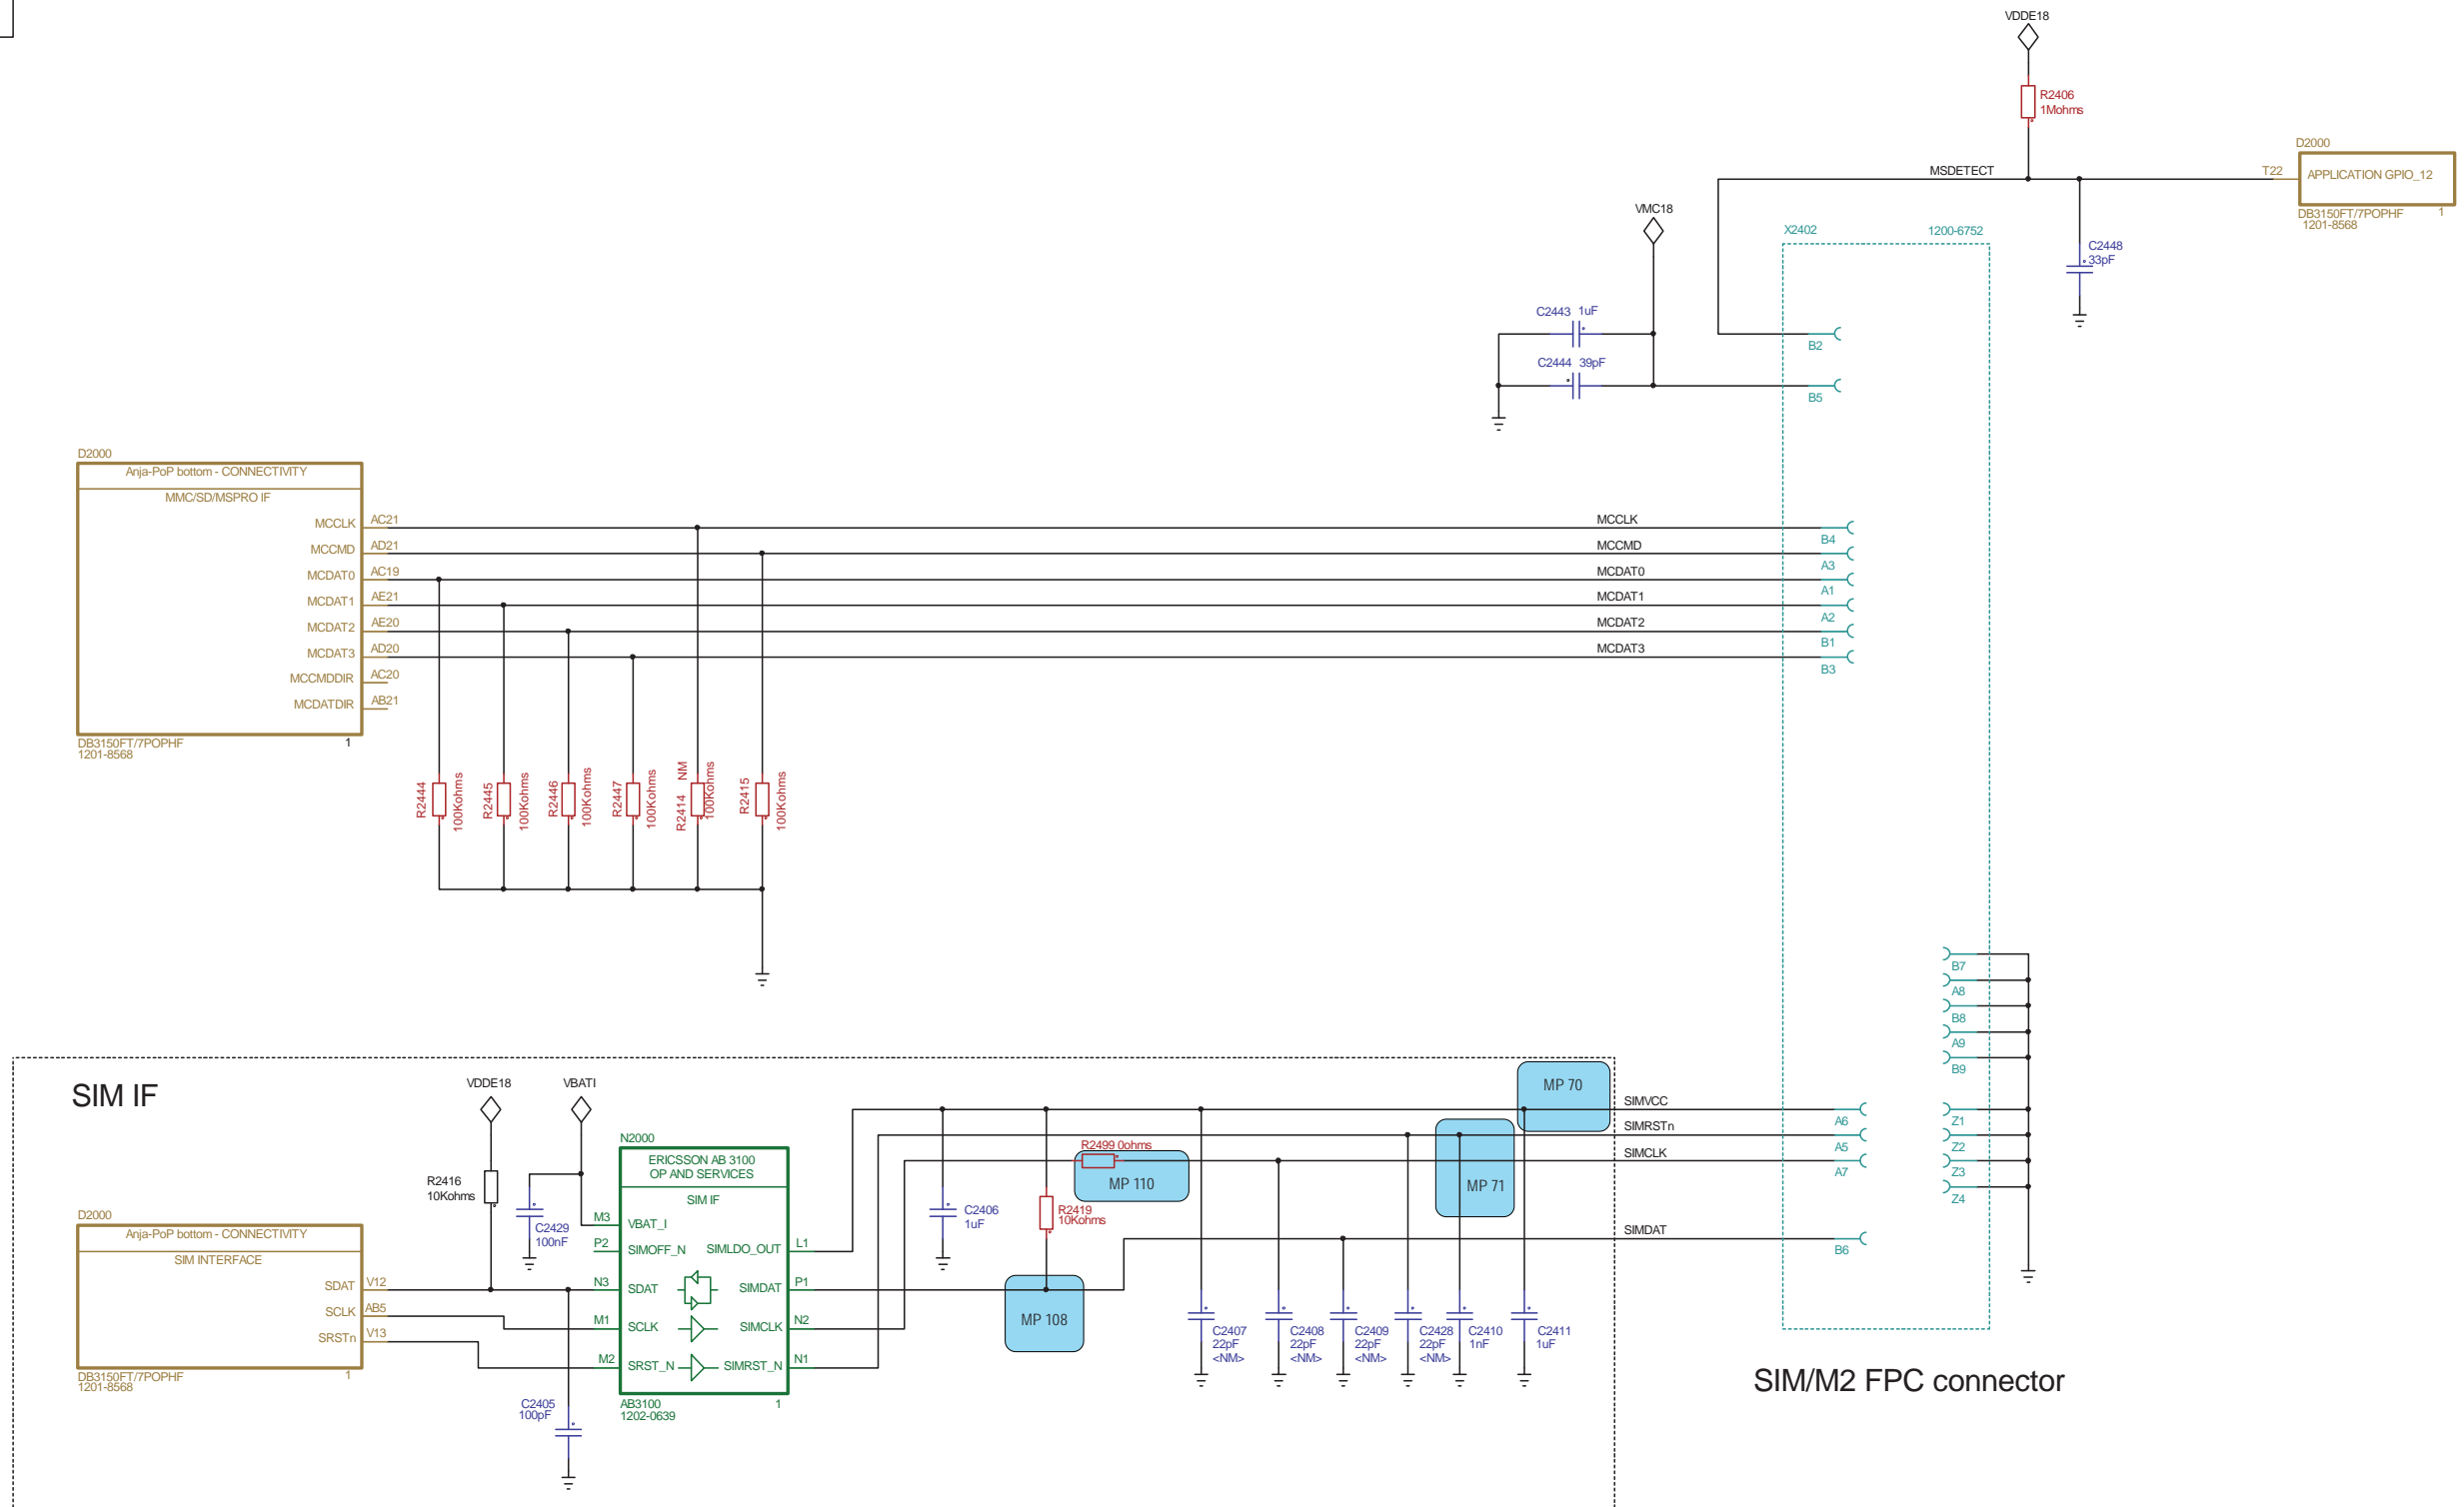 VDDE18
R2406
1Mohms
D2000
MSDETECT
T22
APPLICATION GPIO_12
DB3150FT/7POPHF
1
1201-8568
VMC18
X2402
1200-6752
C2448
33pF
C2443 1uF
B2
C2444 39pF
B5
D2000
Anja-PoP bottom - CONNECTIVITY
MMC/SD/MSPRO IF
MCCLK
AC21
MCCLK
B4
MCCMD
AD21
MCCMD
A3
MCDAT0
AC19
MCDAT0
A1
MCDAT1
AE21
MCDAT1
A2
MCDAT2
AE20
MCDAT2
B1
MCDAT3
AD20
MCDAT3
B3
MCCMDDIR
AC20
MCDATDIR
AB21
DB3150FT/7POPHF
1
1201-8568
R2444
100Kohms
R2445
100Kohms
R2446
100Kohms
R2447
100Kohms
R2414 NM
100Kohms
R2415
100Kohms
B7
A8
B8
A9
B9
SIM IF
VDDE18
VBATI
MP 70
SIMVCC
A6
Z1
SIMRSTn
A5
Z2
SIMCLK
A7
Z3
Z4
N2000
ERICSSON AB 3100
OP AND SERVICES
SIM IF
R2499 0ohms
MP 110
MP 71
R2416
10Kohms
C2429
100nF
C2406
1uF
R2419
10Kohms
SIMDAT
B6
M3
VBAT_I
P2
SIMOFF_N
SIMLDO_OUT
L1
N3
SDAT
SIMDAT
P1
M1
SCLK
SIMCLK
N2
M2
SRST_N
SIMRST_N
N1
AB3100
1
1202-0639
D2000
Anja-PoP bottom - CONNECTIVITY
SIM INTERFACE
SDAT
V12
SCLK
AB5
SRSTn
V13
DB3150FT/7POPHF
1
1201-8568
MP 108
C2407
22pF
<NM>
C2408
22pF
<NM>
C2409
22pF
<NM>
C2428
22pF
<NM>
C2410
1nF
C2411
1uF
C2405
100pF
SIM/M2 FPC connector